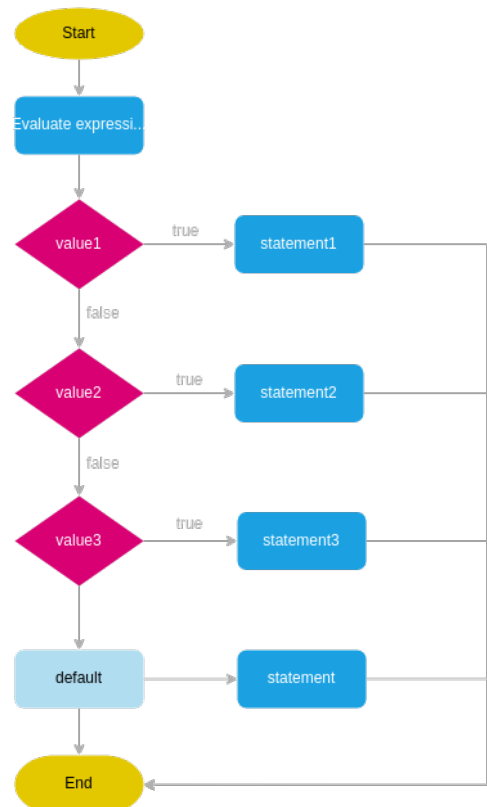 Start
Evaluate expressi...
value1
true
statement1
false
value2
true
statement2
false
value3
true
statement3
default
statement
End